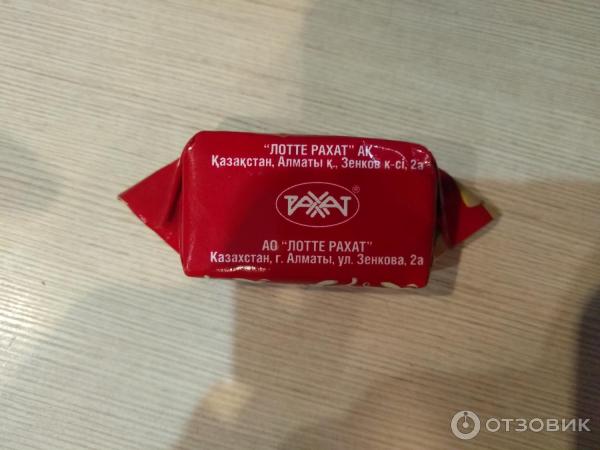 "ЛОТТЕ РАХАТ" АҚ
Қазақстан, Алматы қ., Зенков к-сі, 2а
РАХАТ ®
АО "ЛОТТЕ РАХАТ"
Казахстан, г. Алматы, ул. Зенкова, 2а
ОТЗОВИК